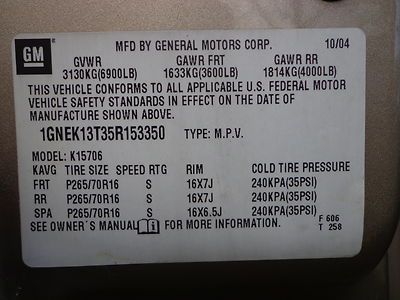 GM
MFD BY GENERAL MOTORS CORP. 10/04
GVWR GAWR FRT GAWR RR
3130KG(6900LB) 1633KG(3600LB) 1814KG(4000LB)
THIS VEHICLE CONFORMS TO ALL APPLICABLE U.S. FEDERAL MOTOR
VEHICLE SAFETY STANDARDS IN EFFECT ON THE DATE OF
MANUFACTURE SHOWN ABOVE.
1GNEK13T35R153350 TYPE: M.P.V.
MODEL: K15706
KAVG TIRE SIZE SPEED RTG RIM COLD TIRE PRESSURE
FRT P265/70R16 S 16X7J 240KPA(35PSI)
RR P265/70R16 S 16X7J 240KPA(35PSI)
SPA P265/70R16 S 16X6.5J 240KPA(35PSI)
SEE OWNER'S MANUAL FOR MORE INFORMATION. F 606
T 258